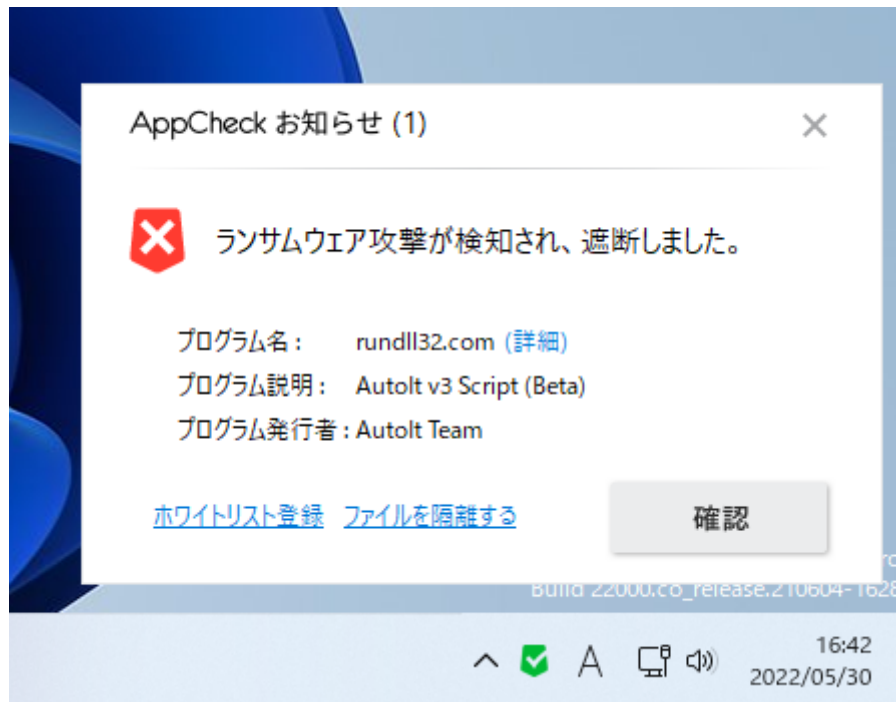 AppCheck お知らせ (1)
ランサムウェア攻撃が検知され、遮断しました。
プログラム名 : rundll32.com (詳細)
プログラム説明 : AutoIt v3 Script (Beta)
プログラム発行者 : AutoIt Team
ホワイトリスト登録 ファイルを隔離する 確認
Build 22000.co_release.210604-1628
A 16:42
2022/05/30